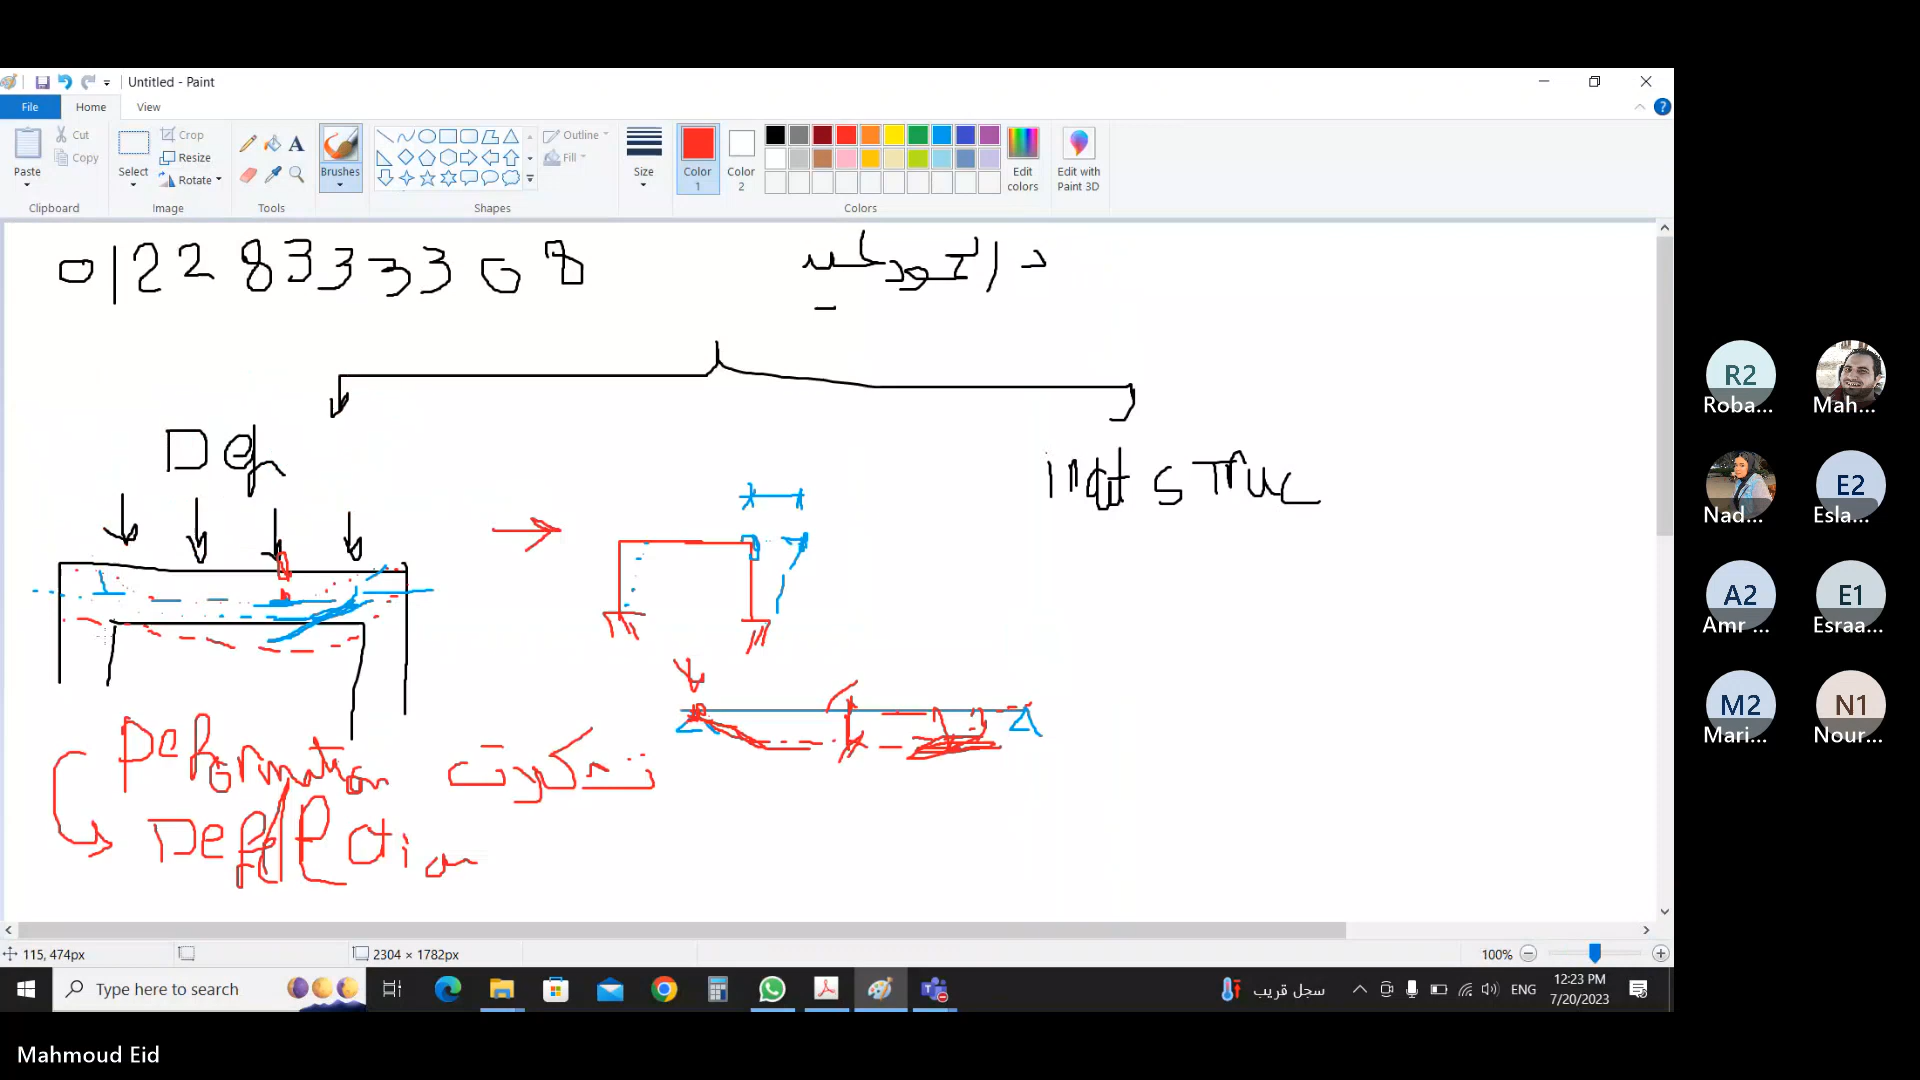 Untitled - Paint
File Home View
Paste Cut Copy Select Crop Resize Rotate Brushes Outline Fill Size Color 1 Color 2 Edit colors Edit with Paint 3D
Clipboard Image Tools Shapes Colors
01228333308
Def
indt struc
Deformation
Deflection
R2 Roba... Mah...
Nad... E2 Esla...
A2 Amr ... E1 Esraa...
M2 Mari... N1 Nour...
115, 474px 2304 × 1782px 100%
Type here to search سجل قريب ENG 12:23 PM
7/20/2023
Mahmoud Eid